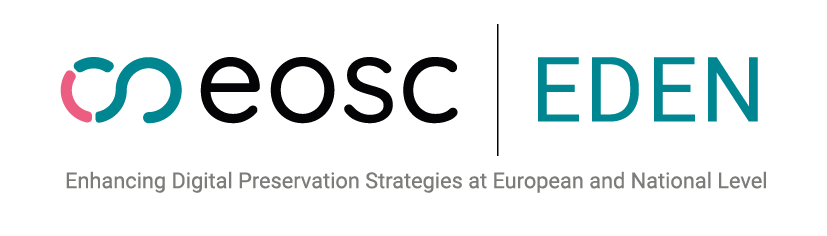 eosc | EDEN
Enhancing Digital Preservation Strategies at European and National Level